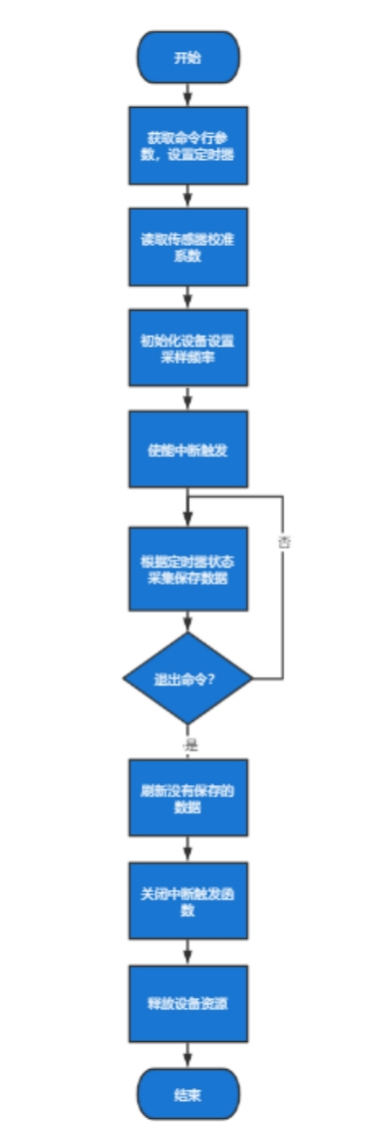 开始
获取命令行参
数，设置定时器
读取传感器校准
系数
初始化设备设置
采样频率
使能中断触发
否
根据定时器状态
采集保存数据
退出命令？
是
刷新没有保存的
数据
关闭中断触发函
数
释放设备资源
结束